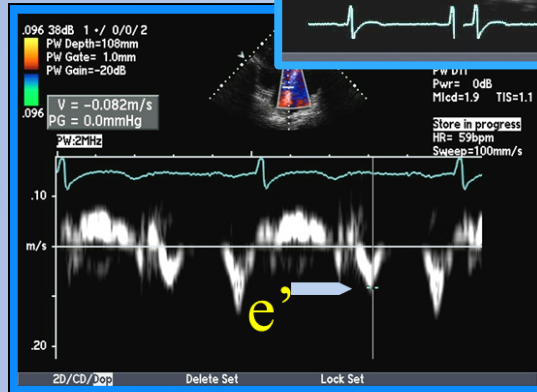 .096 38dB 1 ·/ 0/0/2
PW Depth=108mm
PW Gate= 1.0mm
PW Gain=-20dB
.096
V = -0.082m/s
PG = 0.0mmHg
PW:2MHz
PW DTI
Pwr= 0dB
MIcd=1.9 TIS=1.1
Store in progress
HR= 59bpm
Sweep=100mm/s
.10
m/s
e’
.20
2D/CD/Dop Delete Set Lock Set